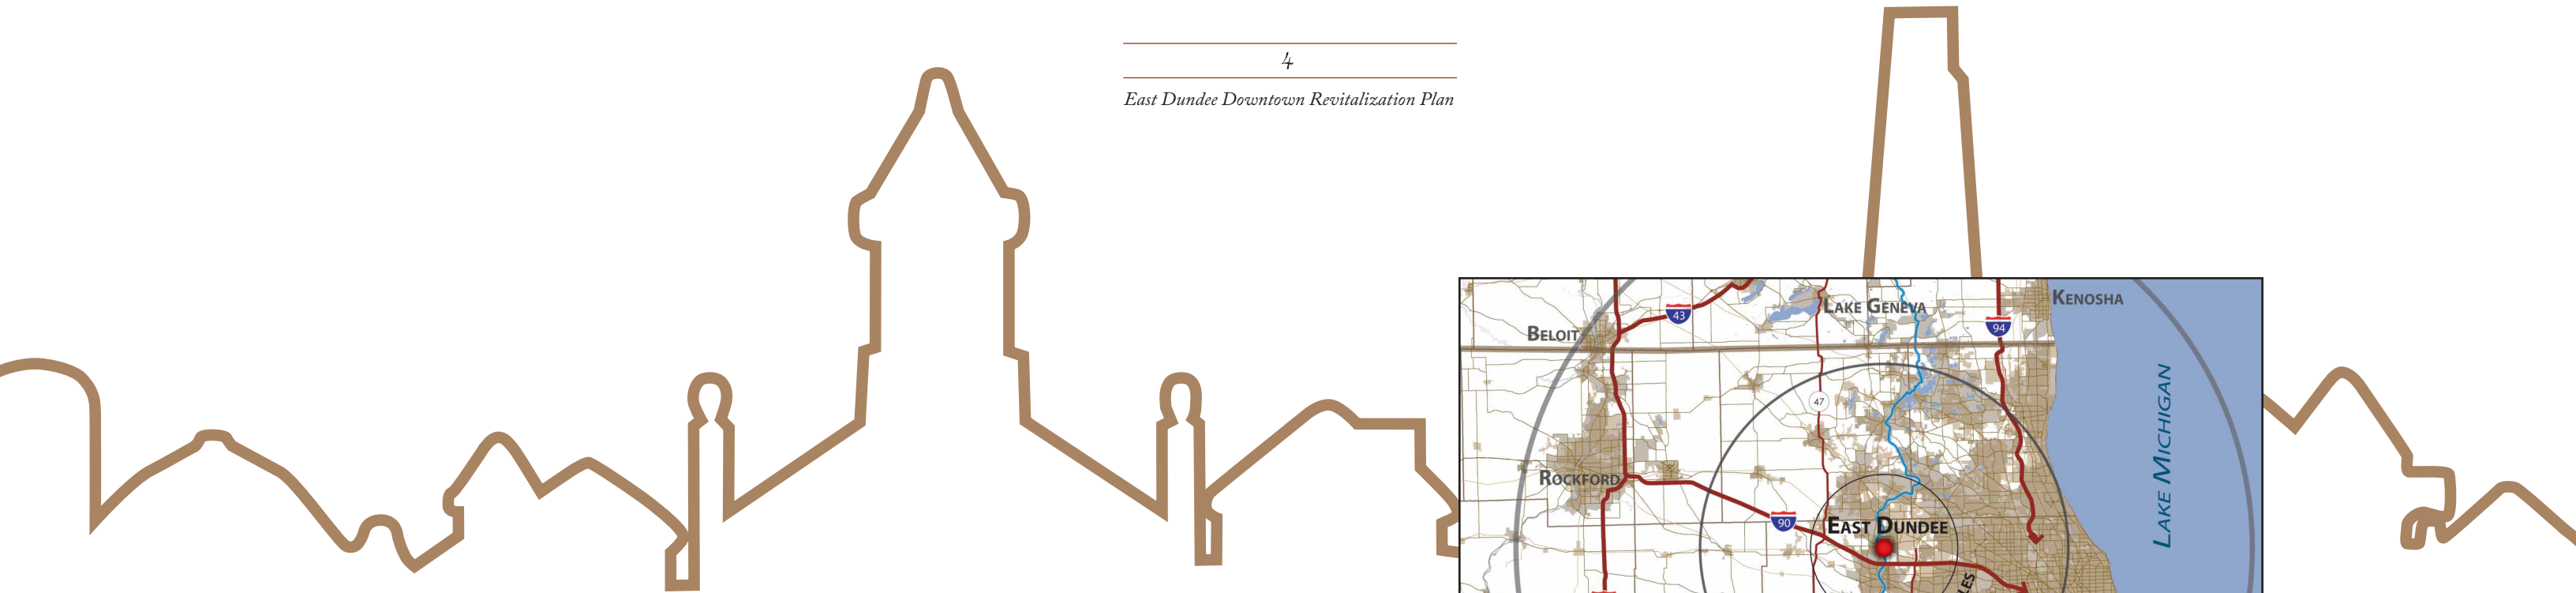 4
East Dundee Downtown Revitalization Plan
LAKE GENEVA
KENOSHA
43
94
BELOIT
LAKE MICHIGAN
47
ROCKFORD
90
EAST DUNDEE